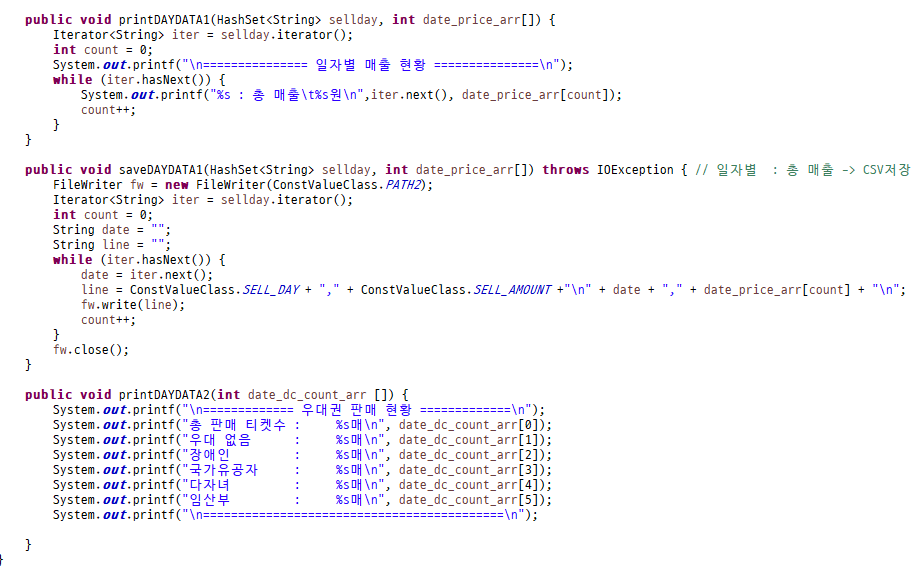 public void printDAYDATA1(HashSet<String> sellday, int date_price_arr[]) {
Iterator<String> iter = sellday.iterator();
int count = 0;
System.out.printf("\n=============== 일자별 매출 현황 ===============\n");
while (iter.hasNext()) {
System.out.printf("%s : 총 매출\t%s원\n",iter.next(), date_price_arr[count]);
count++;
}
}
public void saveDAYDATA1(HashSet<String> sellday, int date_price_arr[]) throws IOException { // 일자별  : 총 매출 -> CSV저장
FileWriter fw = new FileWriter(ConstValueClass.PATH2);
Iterator<String> iter = sellday.iterator();
int count = 0;
String date = "";
String line = "";
while (iter.hasNext()) {
date = iter.next();
line = ConstValueClass.SELL_DAY + "," + ConstValueClass.SELL_AMOUNT +"\n" + date + "," + date_price_arr[count] + "\n";
fw.write(line);
count++;
}
fw.close();
}
public void printDAYDATA2(int date_dc_count_arr []) {
System.out.printf("\n============= 우대권 판매 현황 =============\n");
System.out.printf("총 판매 티켓수 :     %s매\n", date_dc_count_arr[0]);
System.out.printf("우대 없음      :     %s매\n", date_dc_count_arr[1]);
System.out.printf("장애인         :     %s매\n", date_dc_count_arr[2]);
System.out.printf("국가유공자     :     %s매\n", date_dc_count_arr[3]);
System.out.printf("다자녀         :     %s매\n", date_dc_count_arr[4]);
System.out.printf("임산부         :     %s매\n", date_dc_count_arr[5]);
System.out.printf("\n===========================================\n");
}
}